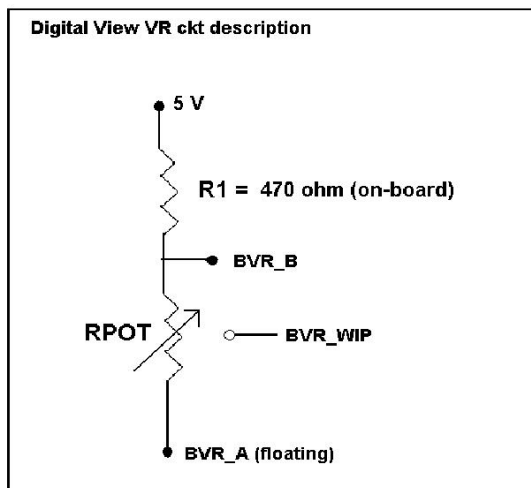 Digital View VR ckt description
5 V
R1 = 470 ohm (on-board)
BVR_B
RPOT
BVR_WIP
BVR_A (floating)